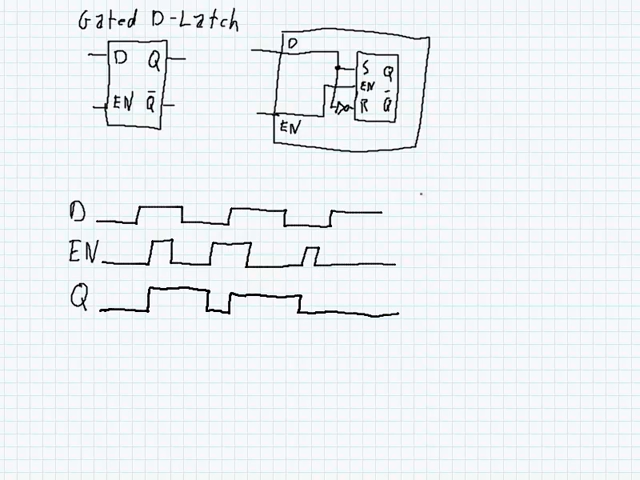 Gated D-Latch
D Q
EN Q̅
D
S Q
EN
R Q̅
EN
D
EN
Q